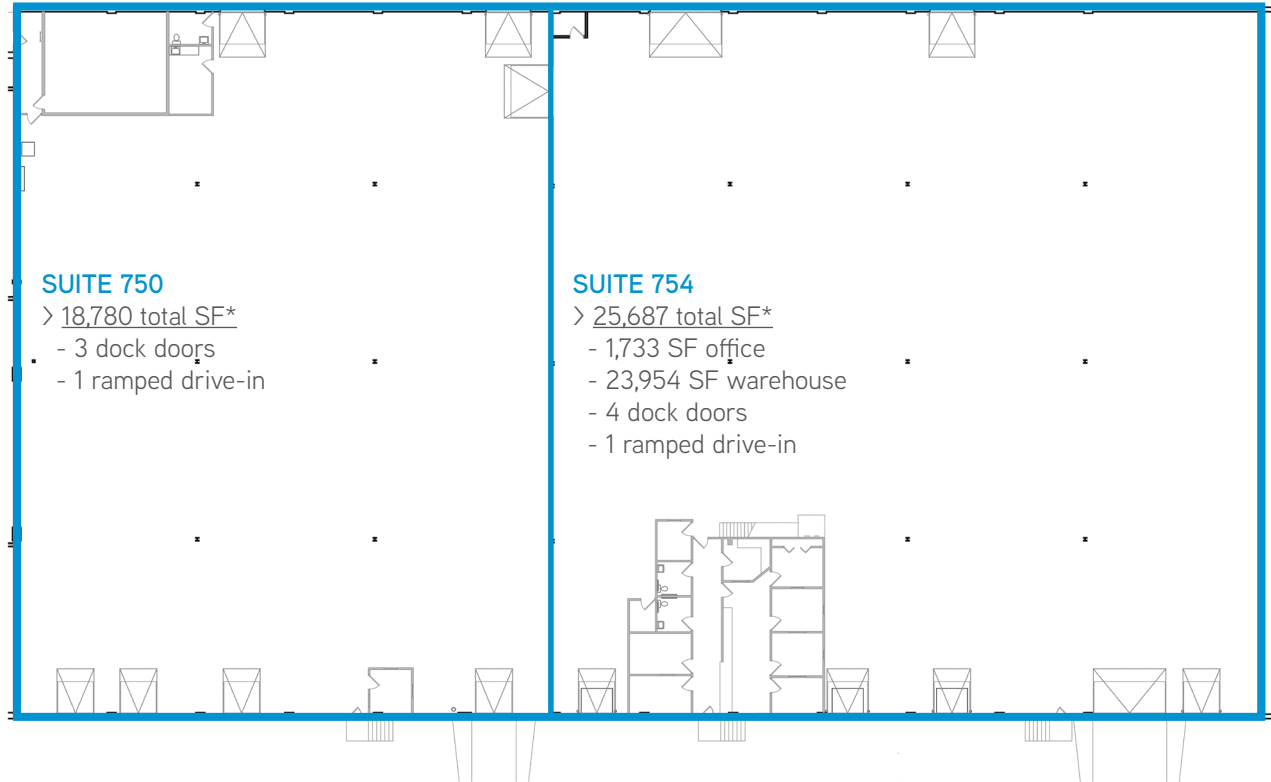 SUITE 750
> 18,780 total SF*
- 3 dock doors
- 1 ramped drive-in
SUITE 754
> 25,687 total SF*
- 1,733 SF office
- 23,954 SF warehouse
- 4 dock doors
- 1 ramped drive-in